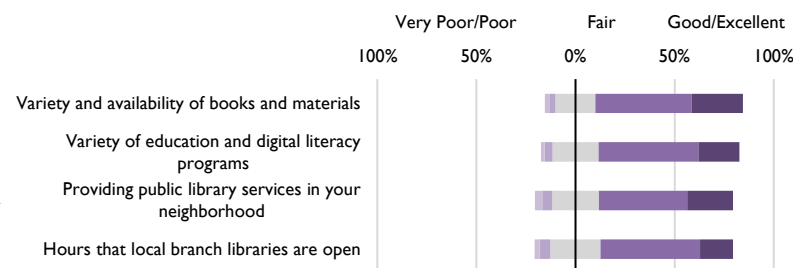 Very Poor/Poor Fair Good/Excellent
100% 50% 0% 50% 100%
Variety and availability of books and materials
Variety of education and digital literacy
programs
Providing public library services in your
neighborhood
Hours that local branch libraries are open